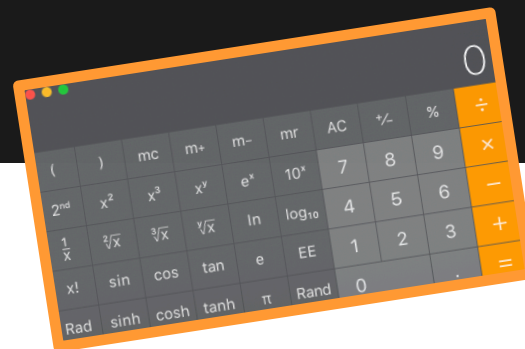 0
( ) mc m+ m- mr AC +/- % ÷
2nd x² x³ xʸ eˣ 10ˣ 7 8 9 ×
1/x ²√x ³√x ʸ√x ln log₁₀ 4 5 6 −
x! sin cos tan e EE 1 2 3 +
Rad sinh cosh tanh π Rand 0 . =